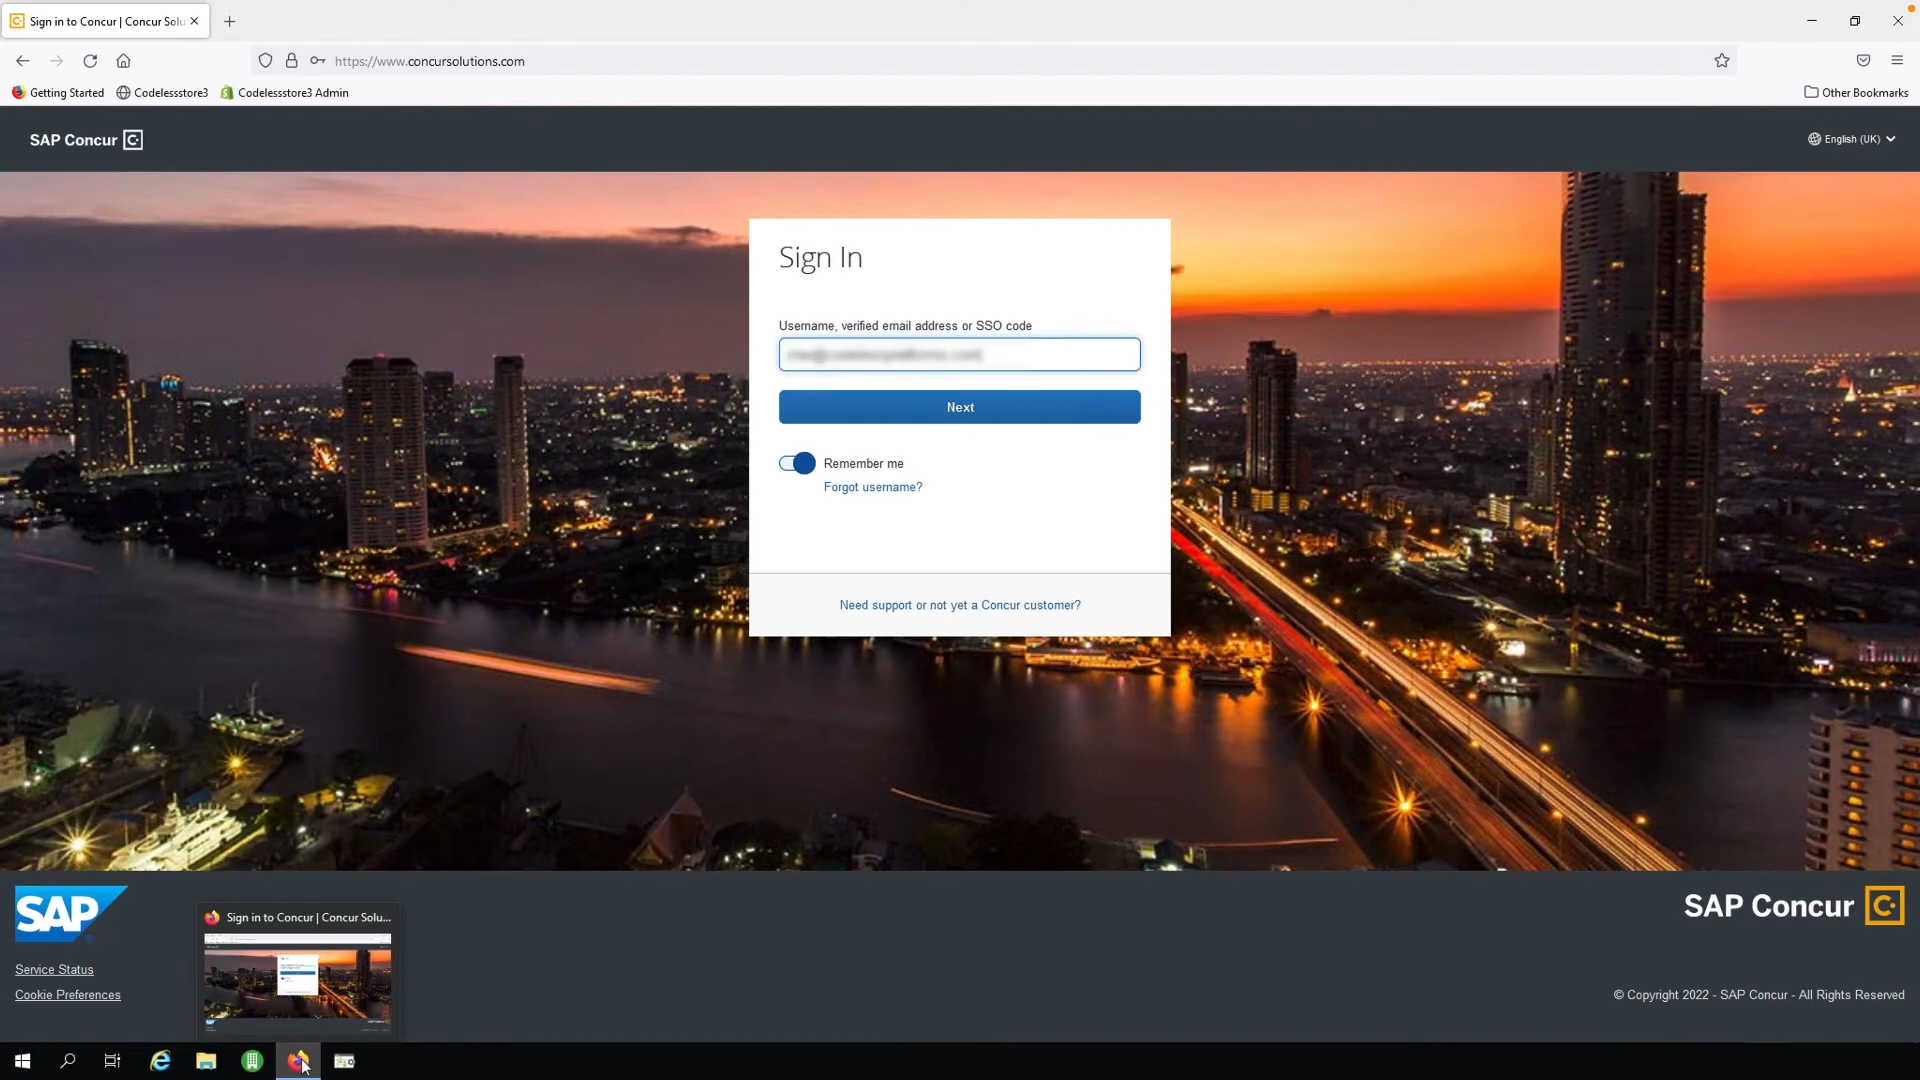 Sign in to Concur | Concur Solu
https://www.concursolutions.com
Getting Started
Codelessstore3
Codelessstore3 Admin
Other Bookmarks
SAP Concur
English (UK)
Sign In
Username, verified email address or SSO code
Next
Remember me
Forgot username?
Need support or not yet a Concur customer?
SAP
Service Status
Cookie Preferences
Sign in to Concur | Concur Solu...
SAP Concur
© Copyright 2022 - SAP Concur - All Rights Reserved